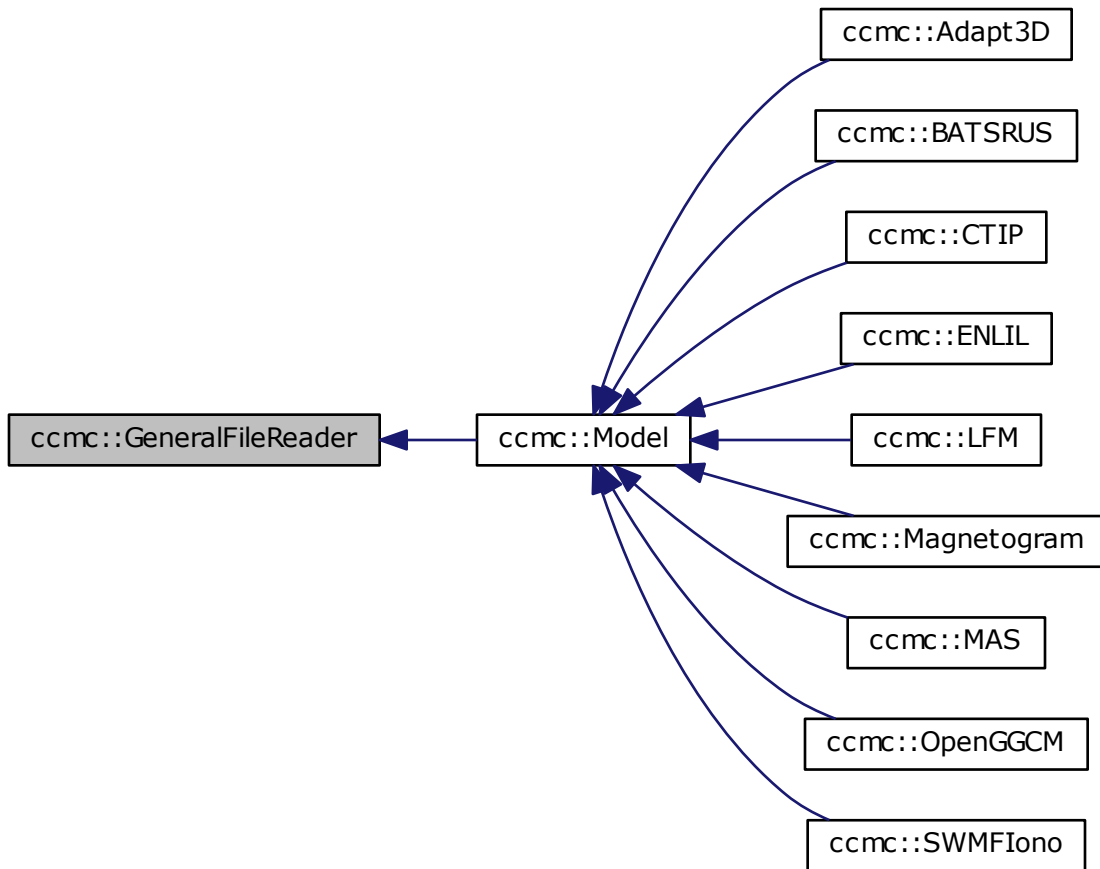 ccmc::Adapt3D
ccmc::BATSRUS
ccmc::CTIP
ccmc::ENLIL
ccmc::GeneralFileReader
ccmc::Model
ccmc::LFM
ccmc::Magnetogram
ccmc::MAS
ccmc::OpenGGCM
ccmc::SWMFIono